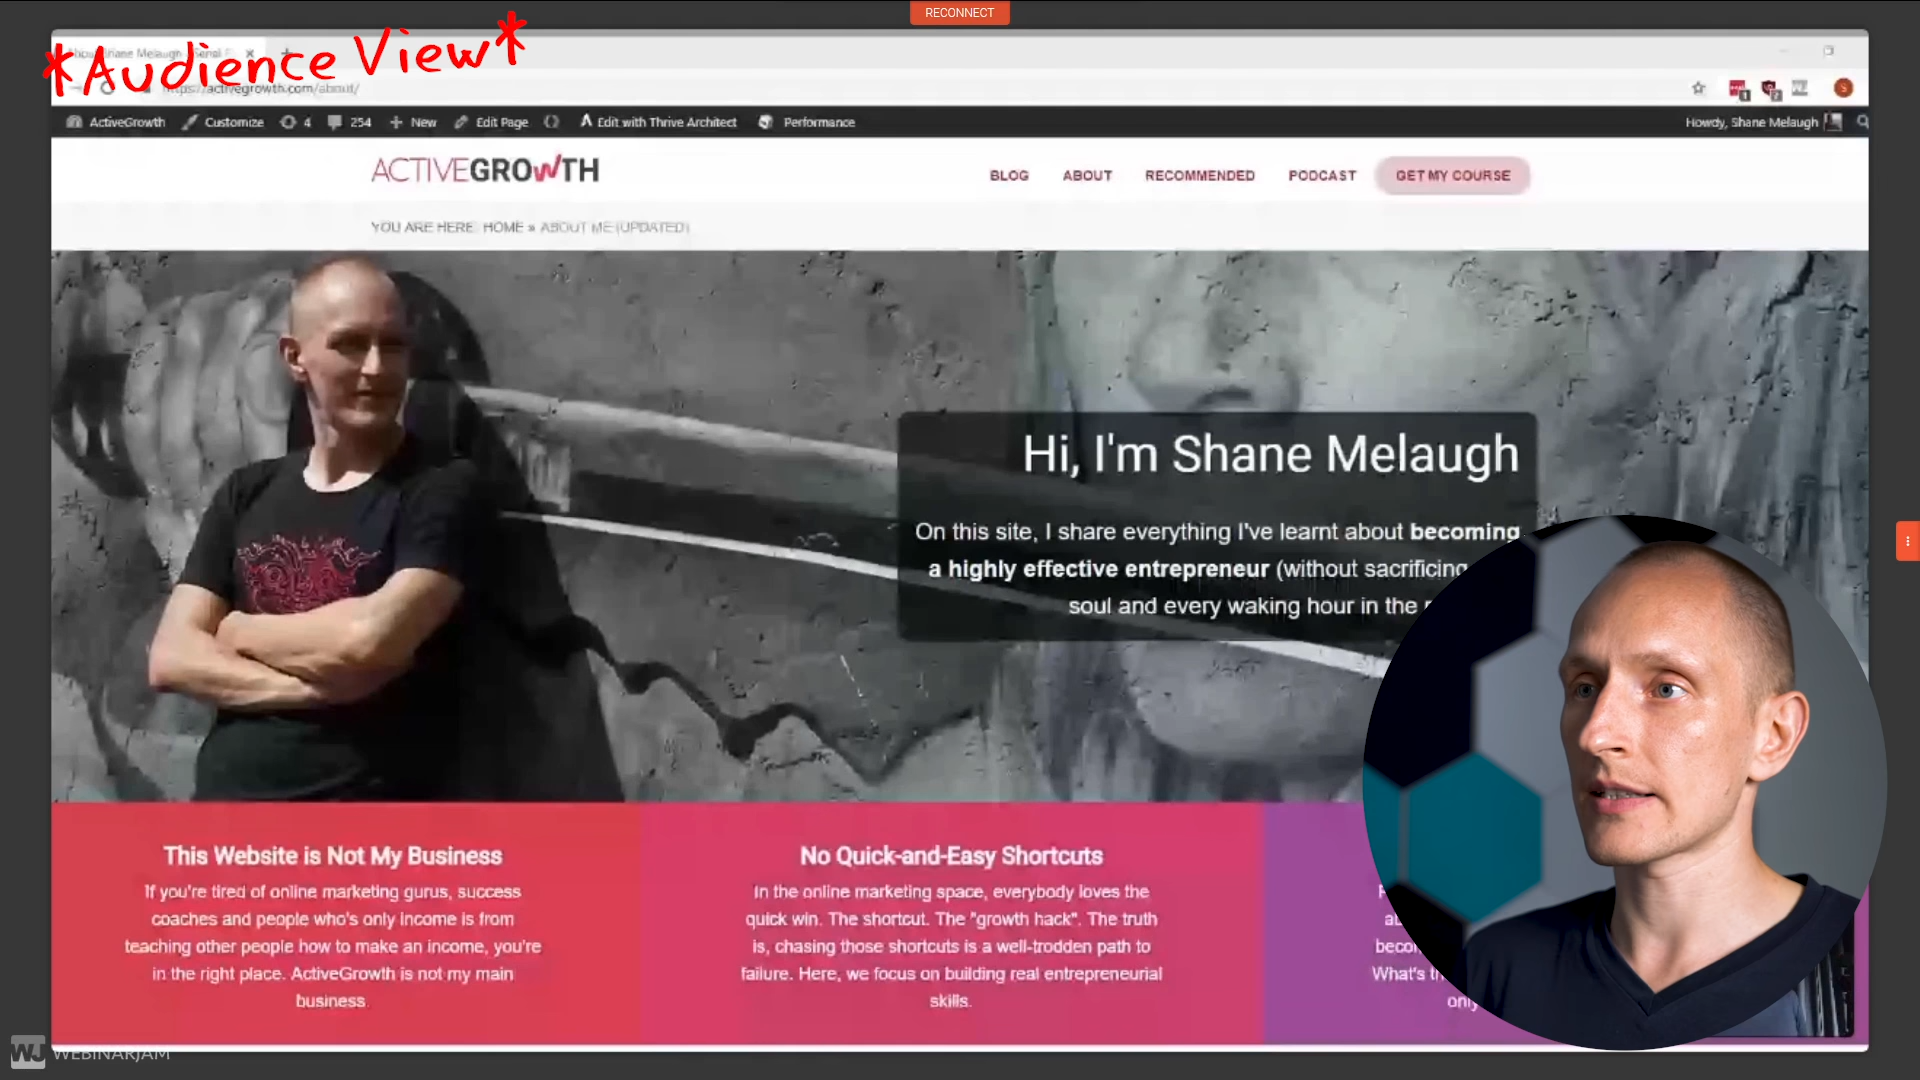 RECONNECT
*Audience View*
https://activegrowth.com/about/
ActiveGrowth Customize 4 254 New Edit Page Edit with Thrive Architect Performance Howdy, Shane Melaugh
ACTIVEGROWTH
BLOG ABOUT RECOMMENDED PODCAST GET MY COURSE
YOU ARE HERE: HOME » ABOUT ME (UPDATED)
Hi, I'm Shane Melaugh
On this site, I share everything I've learnt about becoming
a highly effective entrepreneur (without sacrificing
soul and every waking hour in the
This Website is Not My Business
If you're tired of online marketing gurus, success
coaches and people who's only income is from
teaching other people how to make an income, you're
in the right place. ActiveGrowth is not my main
business.
No Quick-and-Easy Shortcuts
In the online marketing space, everybody loves the
quick win. The shortcut. The "growth hack". The truth
is, chasing those shortcuts is a well-trodden path to
failure. Here, we focus on building real entrepreneurial
skills.
What's
only
WJ WEBINARJAM